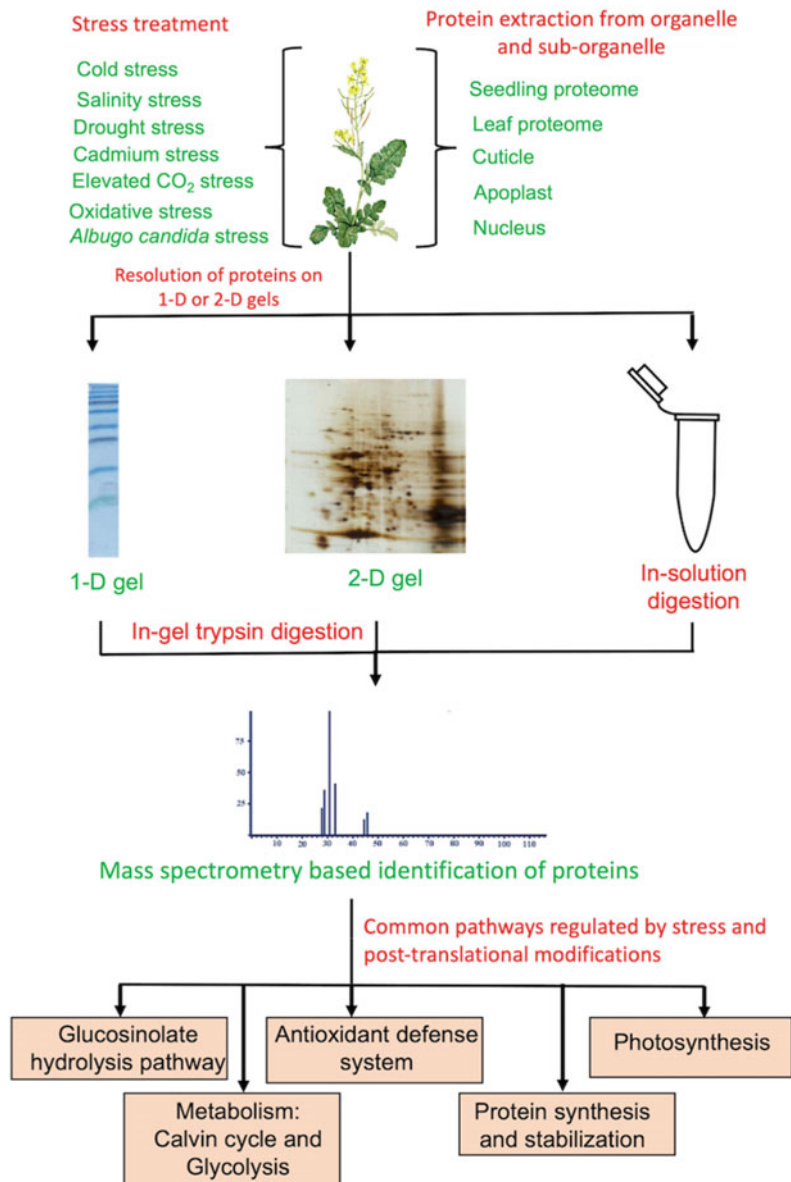 Stress treatment
Cold stress
Salinity stress
Drought stress
Cadmium stress
Elevated CO₂ stress
Oxidative stress
Albugo candida stress
Protein extraction from organelle
and sub-organelle
Seedling proteome
Leaf proteome
Cuticle
Apoplast
Nucleus
Resolution of proteins on
1-D or 2-D gels
1-D gel
2-D gel
In-solution
digestion
In-gel trypsin digestion
75
50
25
10 20 30 40 50 60 70 80 90 100 110
Mass spectrometry based identification of proteins
Common pathways regulated by stress and
post-translational modifications
Glucosinolate
hydrolysis pathway
Antioxidant defense
system
Photosynthesis
Metabolism:
Calvin cycle and
Glycolysis
Protein synthesis
and stabilization